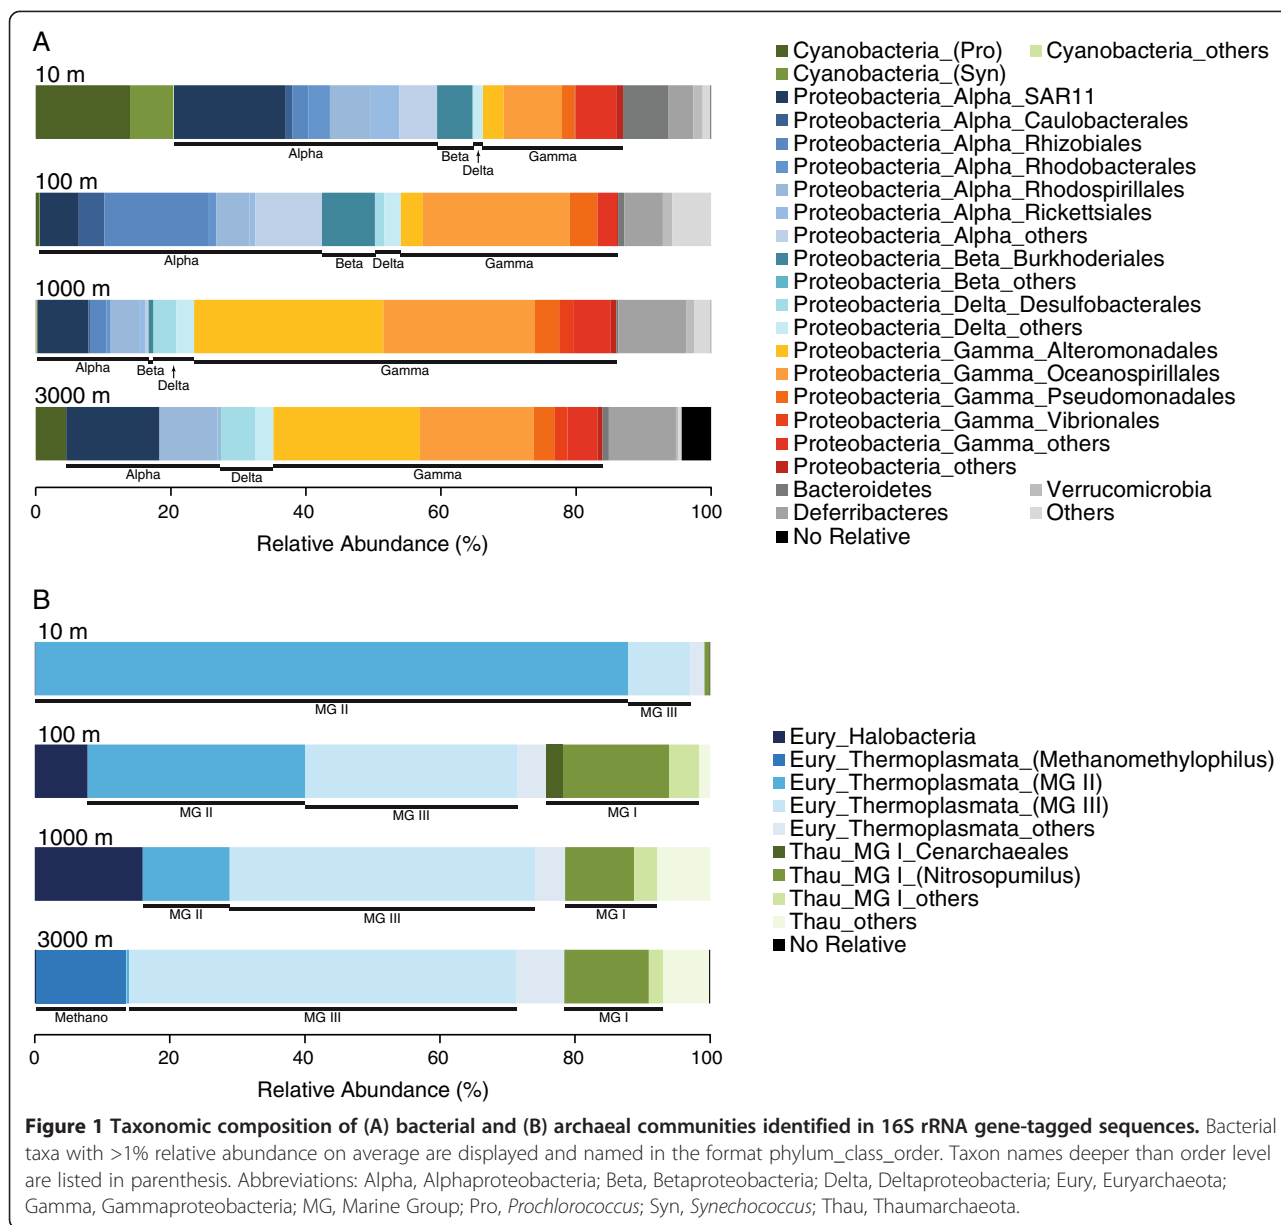 A
10 m
Alpha
Beta
Delta
Gamma
100 m
Alpha
Beta
Delta
Gamma
1000 m
Alpha
Beta
Delta
Gamma
3000 m
Alpha
Delta
Gamma
0 20 40 60 80 100
Relative Abundance (%)
Cyanobacteria_(Pro) Cyanobacteria_others
Cyanobacteria_(Syn)
Proteobacteria_Alpha_SAR11
Proteobacteria_Alpha_Caulobacterales
Proteobacteria_Alpha_Rhizobiales
Proteobacteria_Alpha_Rhodobacterales
Proteobacteria_Alpha_Rhodospirillales
Proteobacteria_Alpha_Rickettsiales
Proteobacteria_Alpha_others
Proteobacteria_Beta_Burkhoderiales
Proteobacteria_Beta_others
Proteobacteria_Delta_Desulfobacterales
Proteobacteria_Delta_others
Proteobacteria_Gamma_Alteromonadales
Proteobacteria_Gamma_Oceanospirillales
Proteobacteria_Gamma_Pseudomonadales
Proteobacteria_Gamma_Vibrionales
Proteobacteria_Gamma_others
Proteobacteria_others
Bacteroidetes Verrucomicrobia
Deferribacteres Others
No Relative
B
10 m
MG II
MG III
100 m
MG II
MG III
MG I
1000 m
MG II
MG III
MG I
3000 m
Methano
MG III
MG I
0 20 40 60 80 100
Relative Abundance (%)
Eury_Halobacteria
Eury_Thermoplasmata_(Methanomethylophilus)
Eury_Thermoplasmata_(MG II)
Eury_Thermoplasmata_(MG III)
Eury_Thermoplasmata_others
Thau_MG I_Cenarchaeales
Thau_MG I_(Nitrosopumilus)
Thau_MG I_others
Thau_others
No Relative
Figure 1 Taxonomic composition of (A) bacterial and (B) archaeal communities identified in 16S rRNA gene-tagged sequences. Bacterial
taxa with >1% relative abundance on average are displayed and named in the format phylum_class_order. Taxon names deeper than order level
are listed in parenthesis. Abbreviations: Alpha, Alphaproteobacteria; Beta, Betaproteobacteria; Delta, Deltaproteobacteria; Eury, Euryarchaeota;
Gamma, Gammaproteobacteria; MG, Marine Group; Pro, Prochlorococcus; Syn, Synechococcus; Thau, Thaumarchaeota.